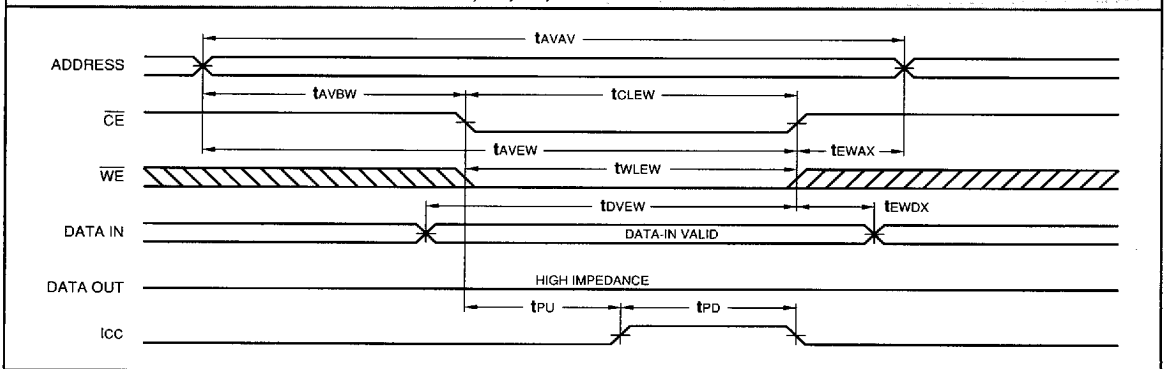 tAVAV
ADDRESS
tAVBW
tCLEW
CE
tAVEW
tEWAX
WE
tWLEW
tDVEW
tEWDX
DATA IN
DATA-IN VALID
DATA OUT
HIGH IMPEDANCE
tPU
tPD
ICC